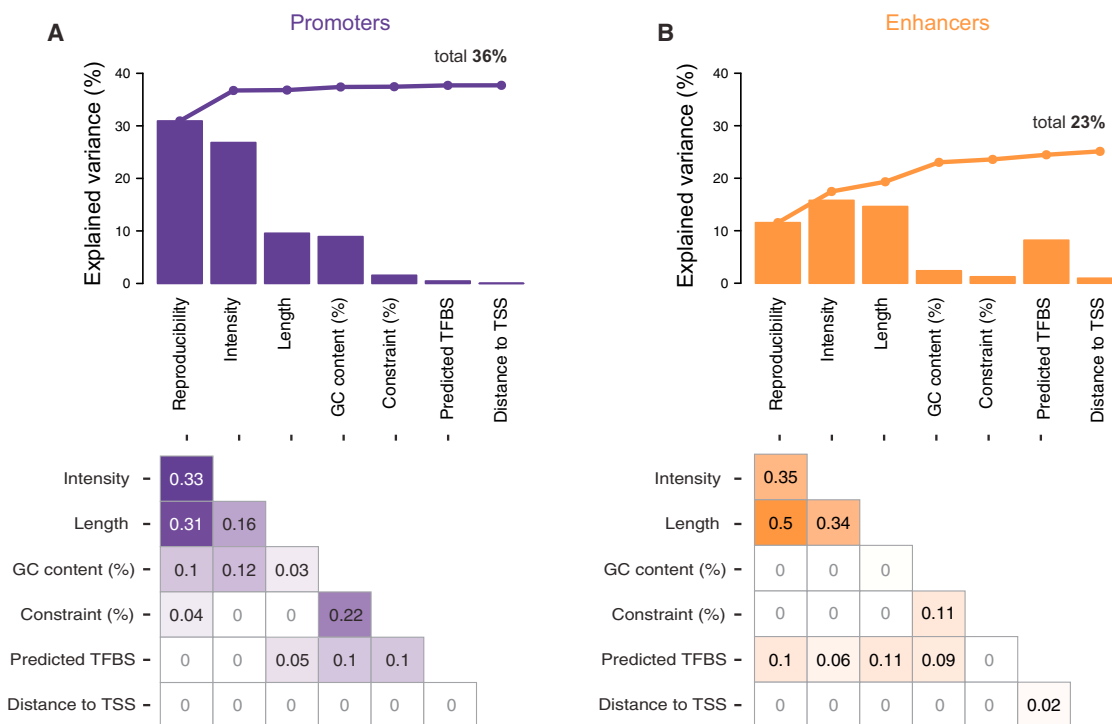 A
Promoters
total 36%
Explained variance (%)
40
30
20
10
0
Reproducibility
Intensity
Length
GC content (%)
Constraint (%)
Predicted TFBS
Distance to TSS
Intensity 0.33
Length 0.31 0.16
GC content (%) 0.1 0.12 0.03
Constraint (%) 0.04 0 0 0.22
Predicted TFBS 0 0 0.05 0.1 0.1
Distance to TSS 0 0 0 0 0 0
B
Enhancers
total 23%
Explained variance (%)
40
30
20
10
0
Reproducibility
Intensity
Length
GC content (%)
Constraint (%)
Predicted TFBS
Distance to TSS
Intensity 0.35
Length 0.5 0.34
GC content (%) 0 0 0
Constraint (%) 0 0 0 0.11
Predicted TFBS 0.1 0.06 0.11 0.09 0
Distance to TSS 0 0 0 0 0 0.02